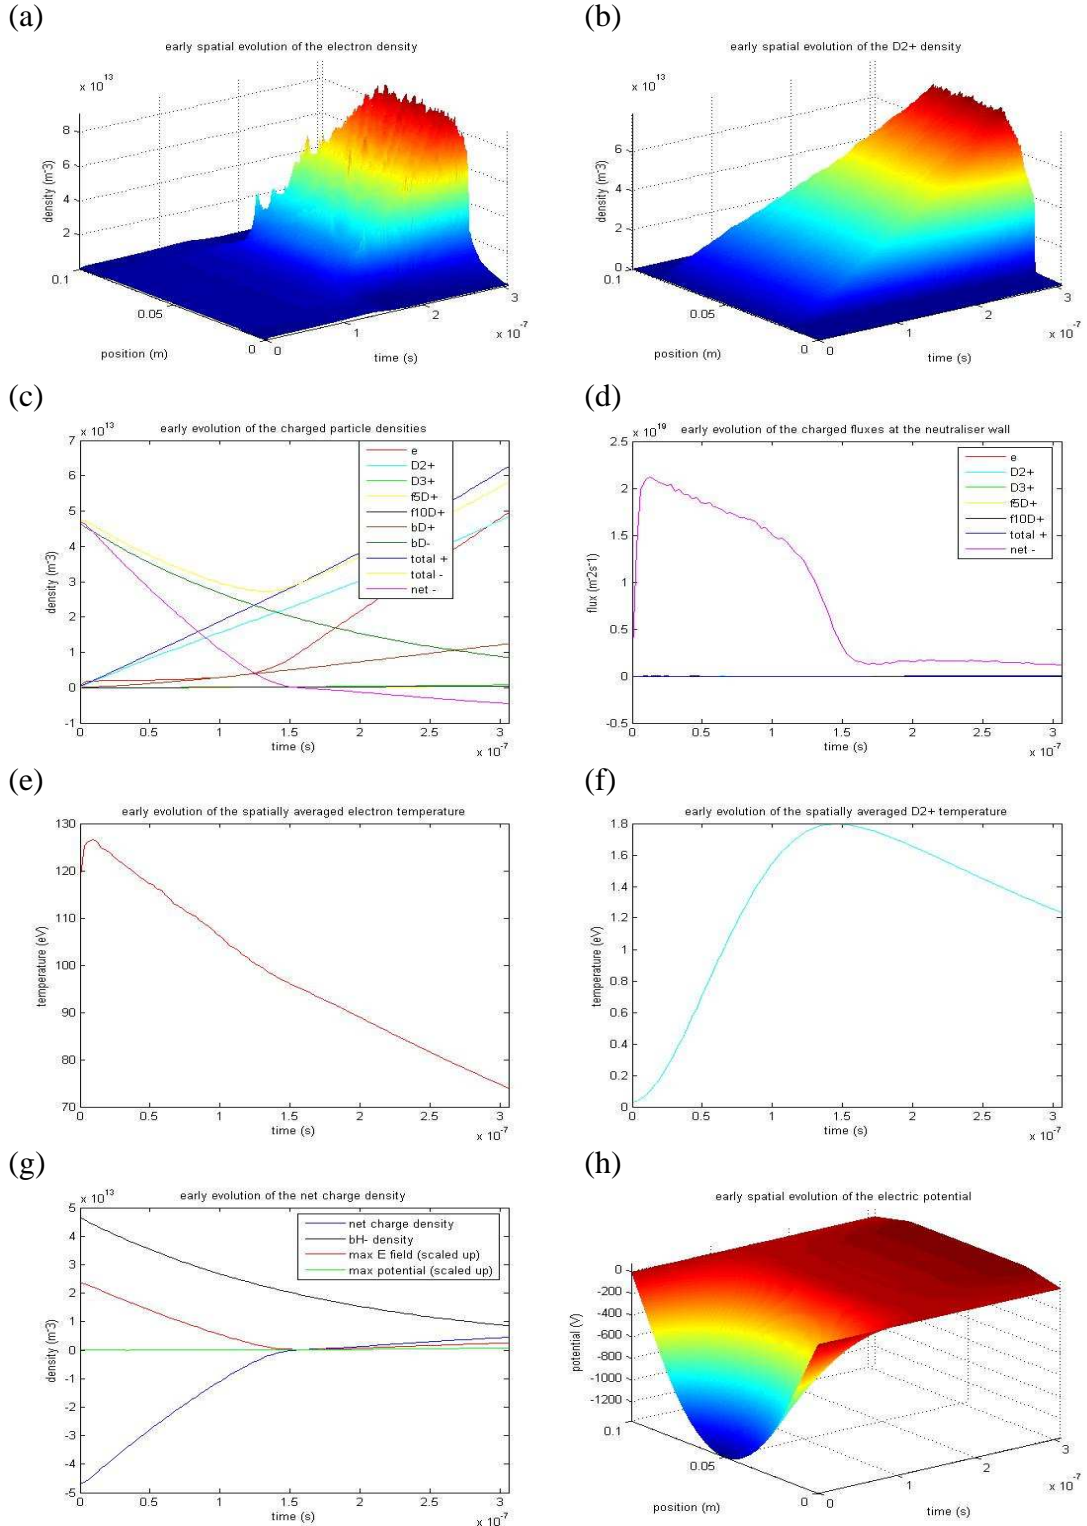 (a)
early spatial evolution of the electron density
x 10^13
8
6
4
2
density (m^-3)
0.1
0.05
0
position (m)
0
1
2
3
x 10^-7
time (s)
(b)
early spatial evolution of the D2+ density
x 10^13
6
4
2
0
density (m^-3)
0.1
0.05
0
position (m)
0
1
2
3
x 10^-7
time (s)
(c)
x 10^13
early evolution of the charged particle densities
7
6
5
4
3
2
1
0
-1
density (m^-3)
e
D2+
D3+
f5D+
f10D+
bD+
bD-
total +
total -
net -
0 0.5 1 1.5 2 2.5 3
time (s)
x 10^-7
(d)
x 10^19
early evolution of the charged fluxes at the neutraliser wall
2.5
2
1.5
1
0.5
0
-0.5
flux (m^-2s^-1)
e
D2+
D3+
f5D+
f10D+
total +
net -
0 0.5 1 1.5 2 2.5 3
time (s)
x 10^-7
(e)
early evolution of the spatially averaged electron temperature
130
120
110
100
90
80
70
temperature (eV)
0 0.5 1 1.5 2 2.5 3
time (s)
x 10^-7
(f)
early evolution of the spatially averaged D2+ temperature
1.8
1.6
1.4
1.2
1
0.8
0.6
0.4
0.2
0
temperature (eV)
0 0.5 1 1.5 2 2.5 3
time (s)
x 10^-7
(g)
x 10^13
early evolution of the net charge density
5
4
3
2
1
0
-1
-2
-3
-4
-5
density (m^-3)
net charge density
bH- density
max E field (scaled up)
max potential (scaled up)
0 0.5 1 1.5 2 2.5 3
time (s)
x 10^-7
(h)
early spatial evolution of the electric potential
0
-200
-400
-600
-800
-1000
-1200
potential (V)
0.1
0.05
0
position (m)
0
1
2
3
x 10^-7
time (s)